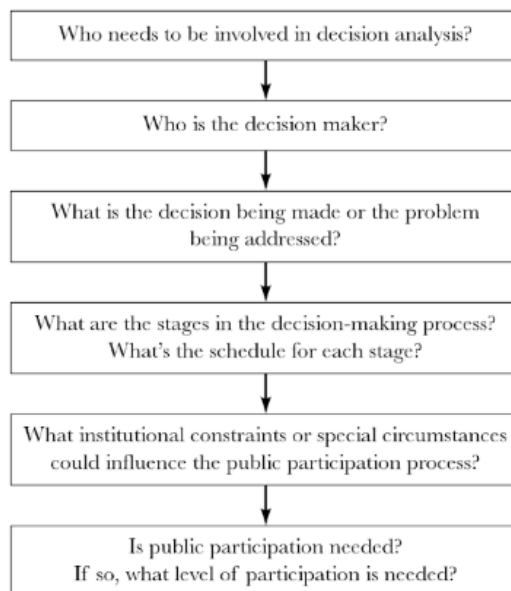 Who needs to be involved in decision analysis?
Who is the decision maker?
What is the decision being made or the problem
being addressed?
What are the stages in the decision-making process?
What's the schedule for each stage?
What institutional constraints or special circumstances
could influence the public participation process?
Is public participation needed?
If so, what level of participation is needed?